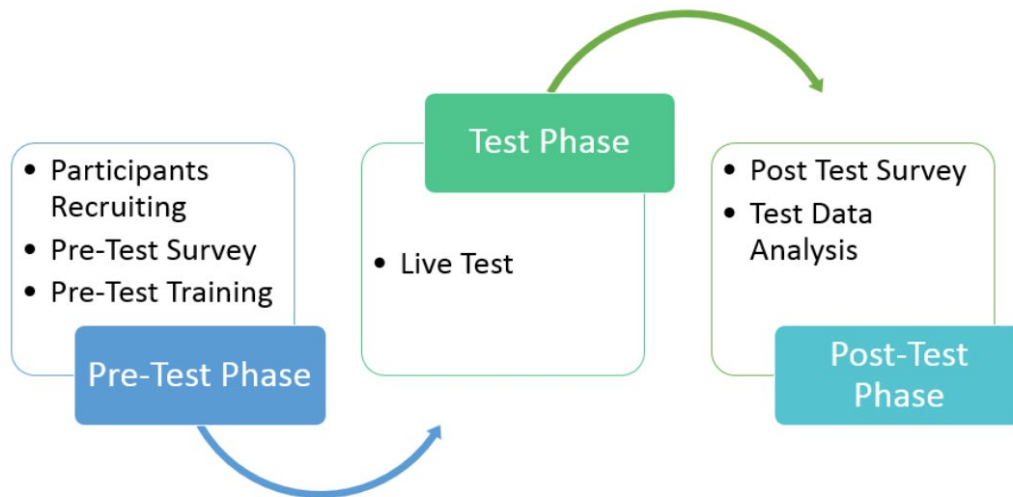 • Participants
Recruiting
• Pre-Test Survey
• Pre-Test Training
Pre-Test Phase
Test Phase
• Live Test
• Post Test Survey
• Test Data
Analysis
Post-Test
Phase